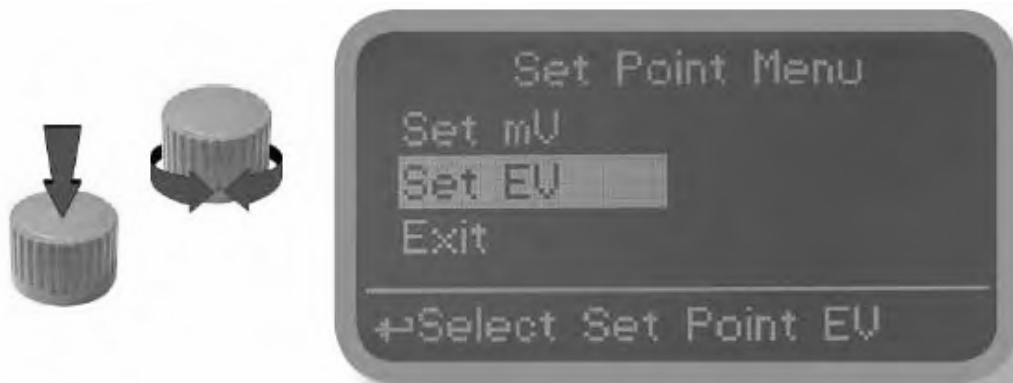 Set Point Menu
Set mV
Set EV
Exit
↵Select Set Point EV